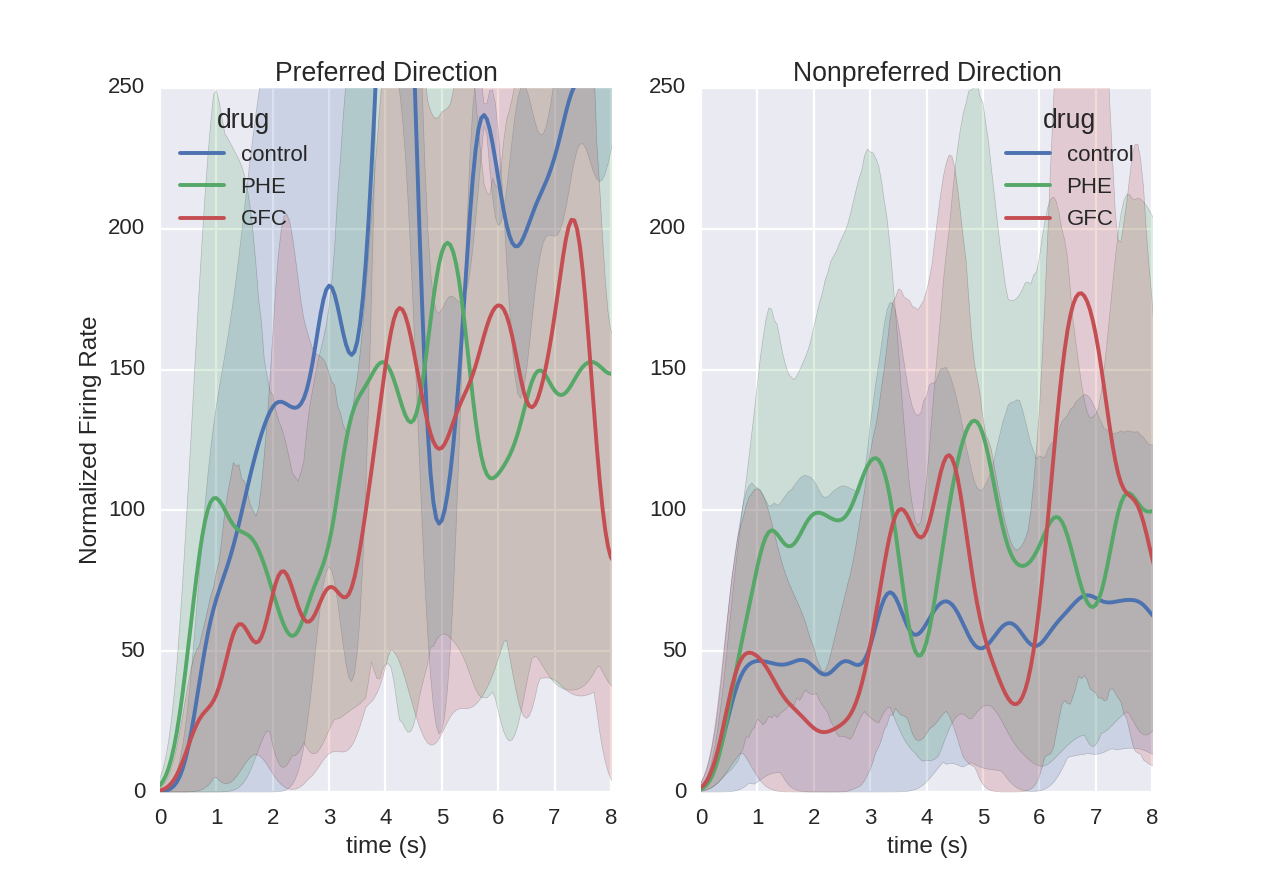 Preferred Direction
Nonpreferred Direction
250
200
150
100
50
0
drug
control
PHE
GFC
Normalized Firing Rate
0 1 2 3 4 5 6 7 8
time (s)
250
200
150
100
50
0
drug
control
PHE
GFC
0 1 2 3 4 5 6 7 8
time (s)